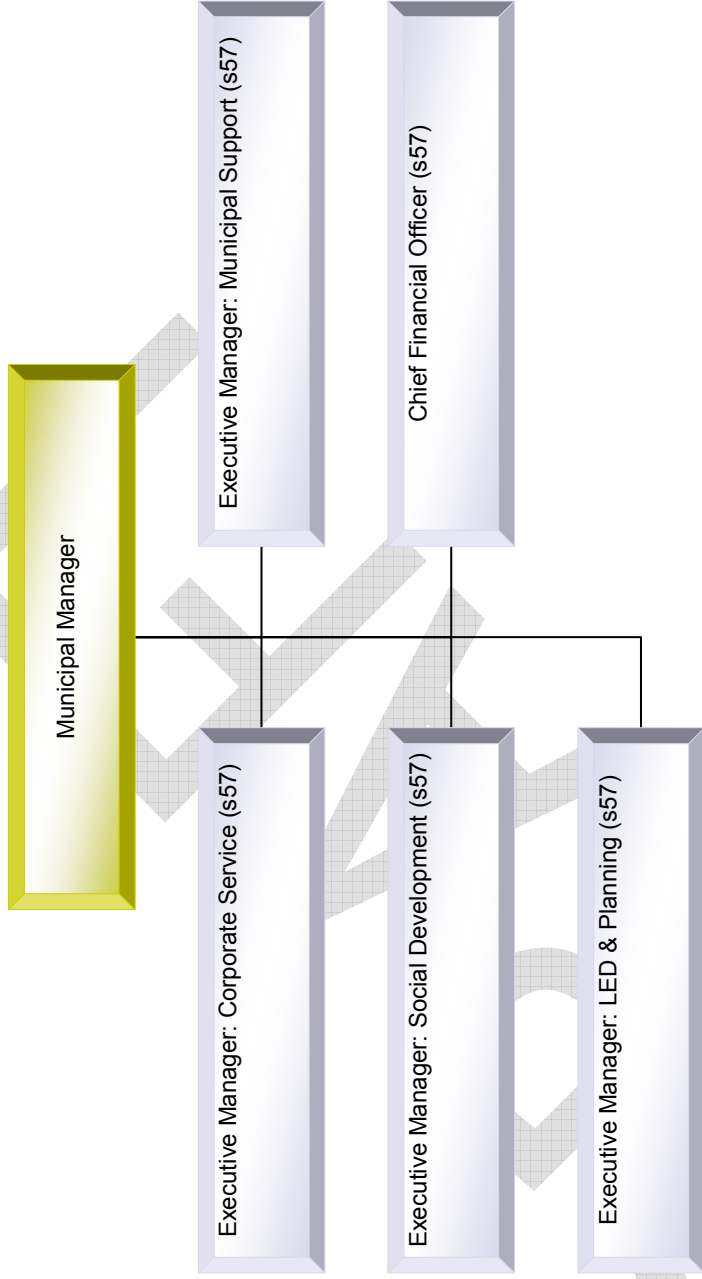 Municipal Manager
Executive Manager: Corporate Service (s57)
Executive Manager: Municipal Support (s57)
Executive Manager: Social Development (s57)
Chief Financial Officer (s57)
Executive Manager: LED & Planning (s57)